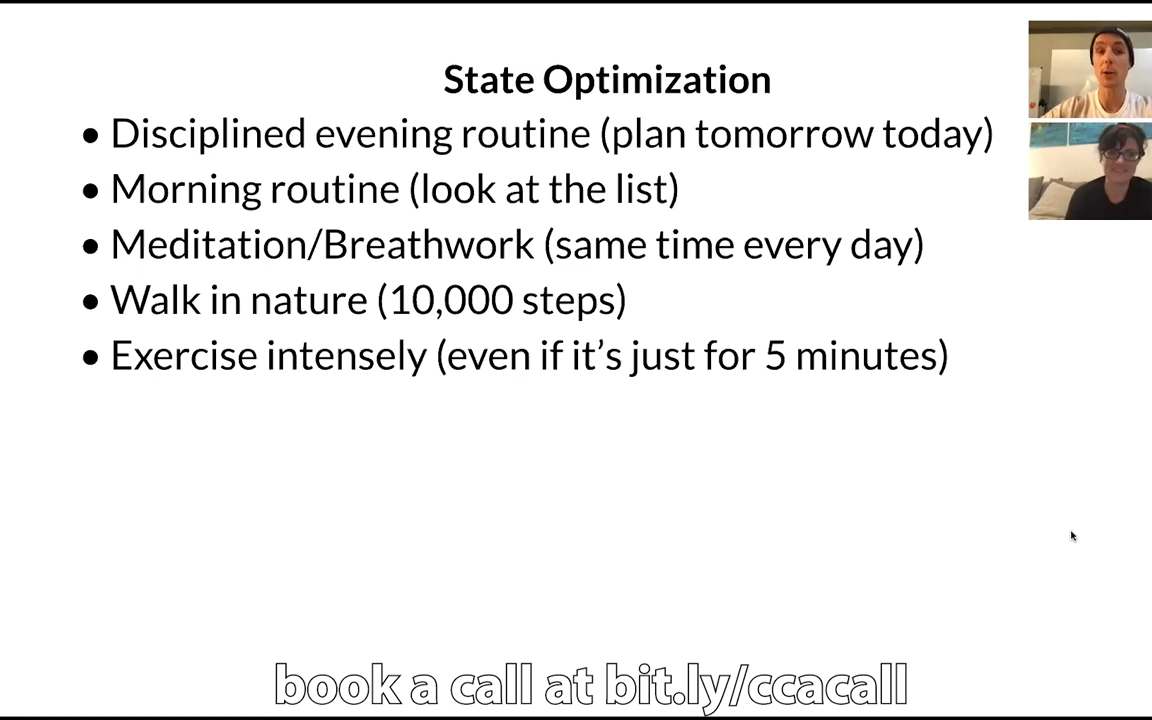 State Optimization
• Disciplined evening routine (plan tomorrow today)
• Morning routine (look at the list)
• Meditation/Breathwork (same time every day)
• Walk in nature (10,000 steps)
• Exercise intensely (even if it’s just for 5 minutes)
book a call at bit.ly/ccacall